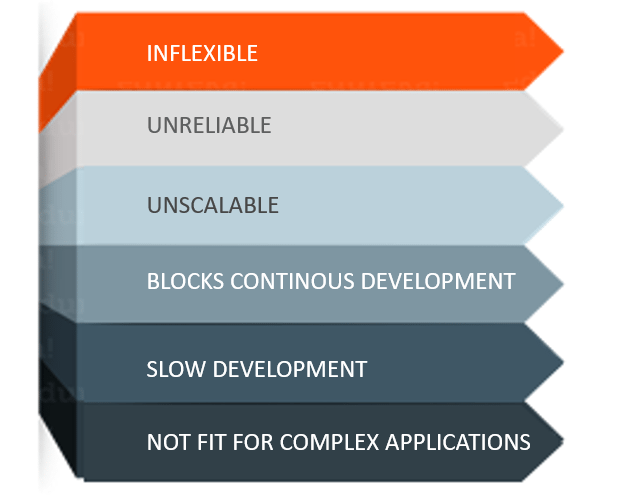 INFLEXIBLE
UNRELIABLE
UNSCALABLE
BLOCKS CONTINOUS DEVELOPMENT
SLOW DEVELOPMENT
NOT FIT FOR COMPLEX APPLICATIONS